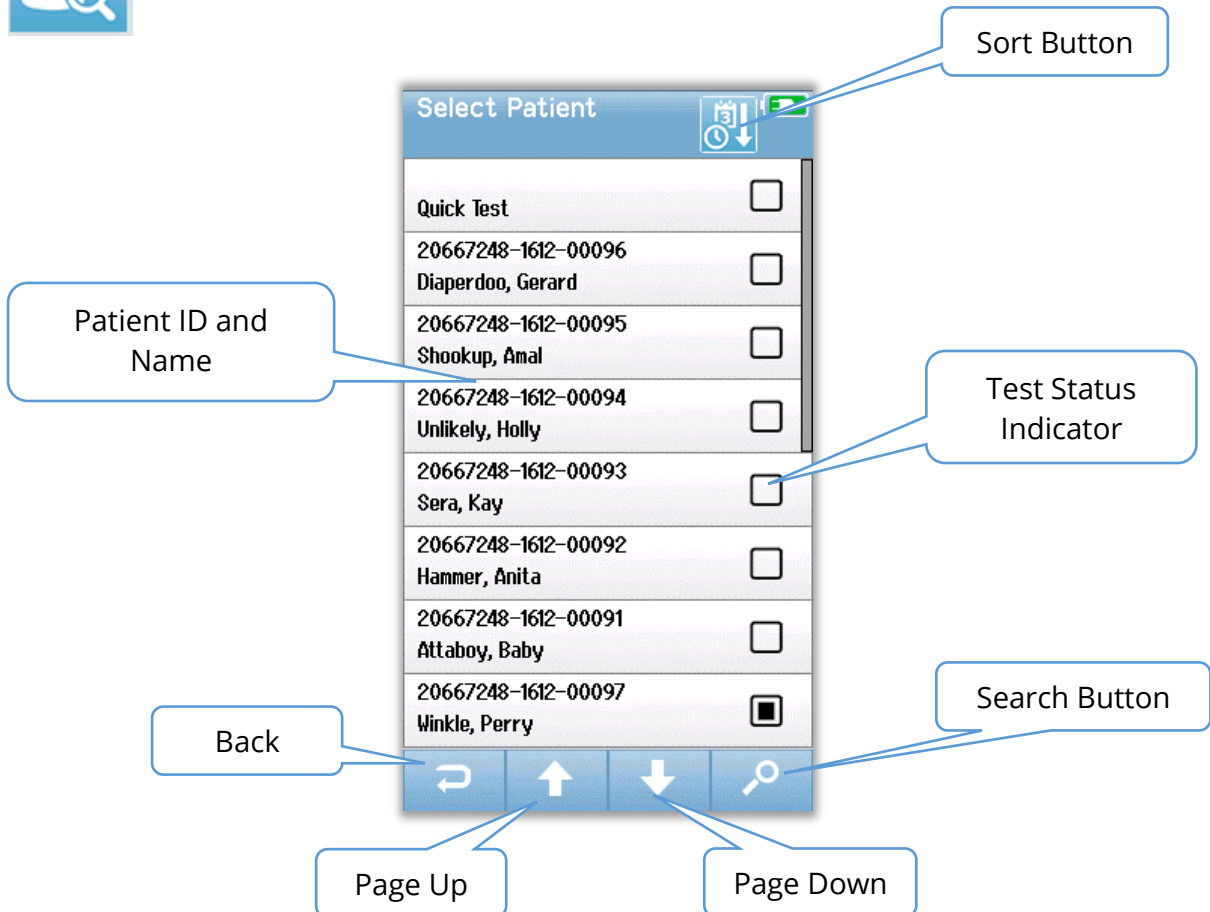 Sort Button
Select Patient
3
Quick Test
20667248-1612-00096
Diaperdoo, Gerard
20667248-1612-00095
Shookup, Amal
20667248-1612-00094
Unlikely, Holly
20667248-1612-00093
Sera, Kay
20667248-1612-00092
Hammer, Anita
20667248-1612-00091
Attaboy, Baby
20667248-1612-00097
Winkle, Perry
Patient ID and
Name
Test Status
Indicator
Search Button
Back
Page Up
Page Down